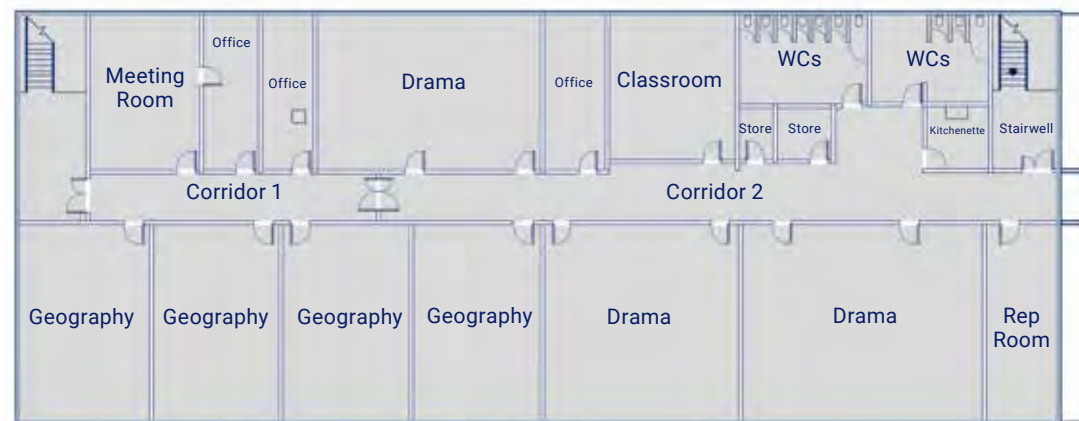 Office
Meeting
Room
Office
Drama
Office
Classroom
WCs
WCs
Store
Store
Kitchenette
Stairwell
Corridor 1
Corridor 2
Geography
Geography
Geography
Geography
Drama
Drama
Rep
Room